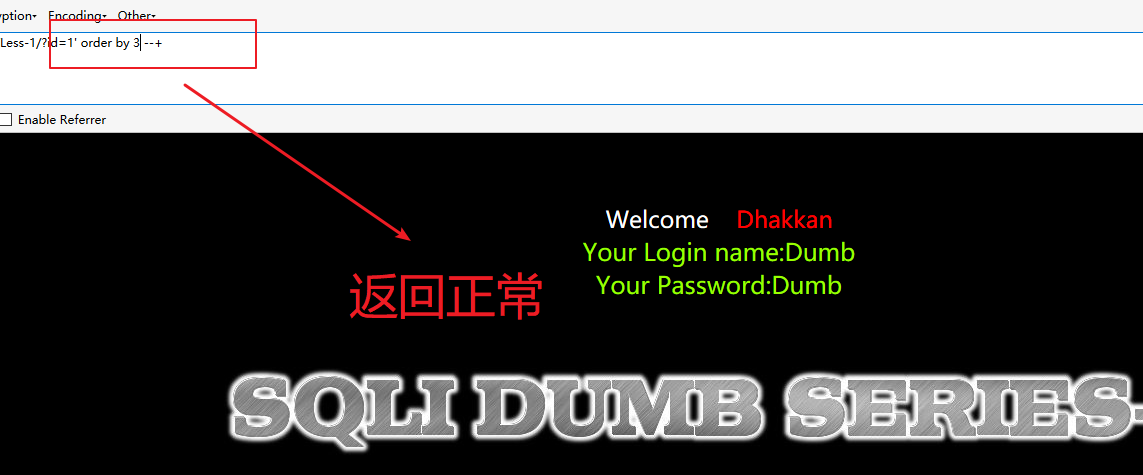 yption▾ Encoding▾ Other▾
Less-1/?id=1' order by 3 --+
Enable Referrer
Welcome Dhakkan
Your Login name:Dumb
Your Password:Dumb
返回正常
SQLI DUMB SERIES-